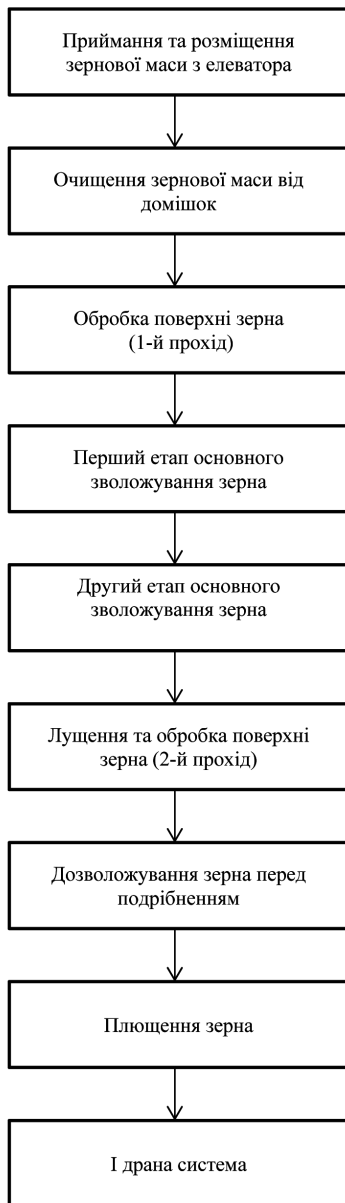 Приймання та розміщення
зернової маси з елеватора
Очищення зернової маси від
домішок
Обробка поверхні зерна
(1-й прохід)
Перший етап основного
зволожування зерна
Другий етап основного
зволожування зерна
Лущення та обробка поверхні
зерна (2-й прохід)
Дозволожування зерна перед
подрібненням
Плющення зерна
І драна система